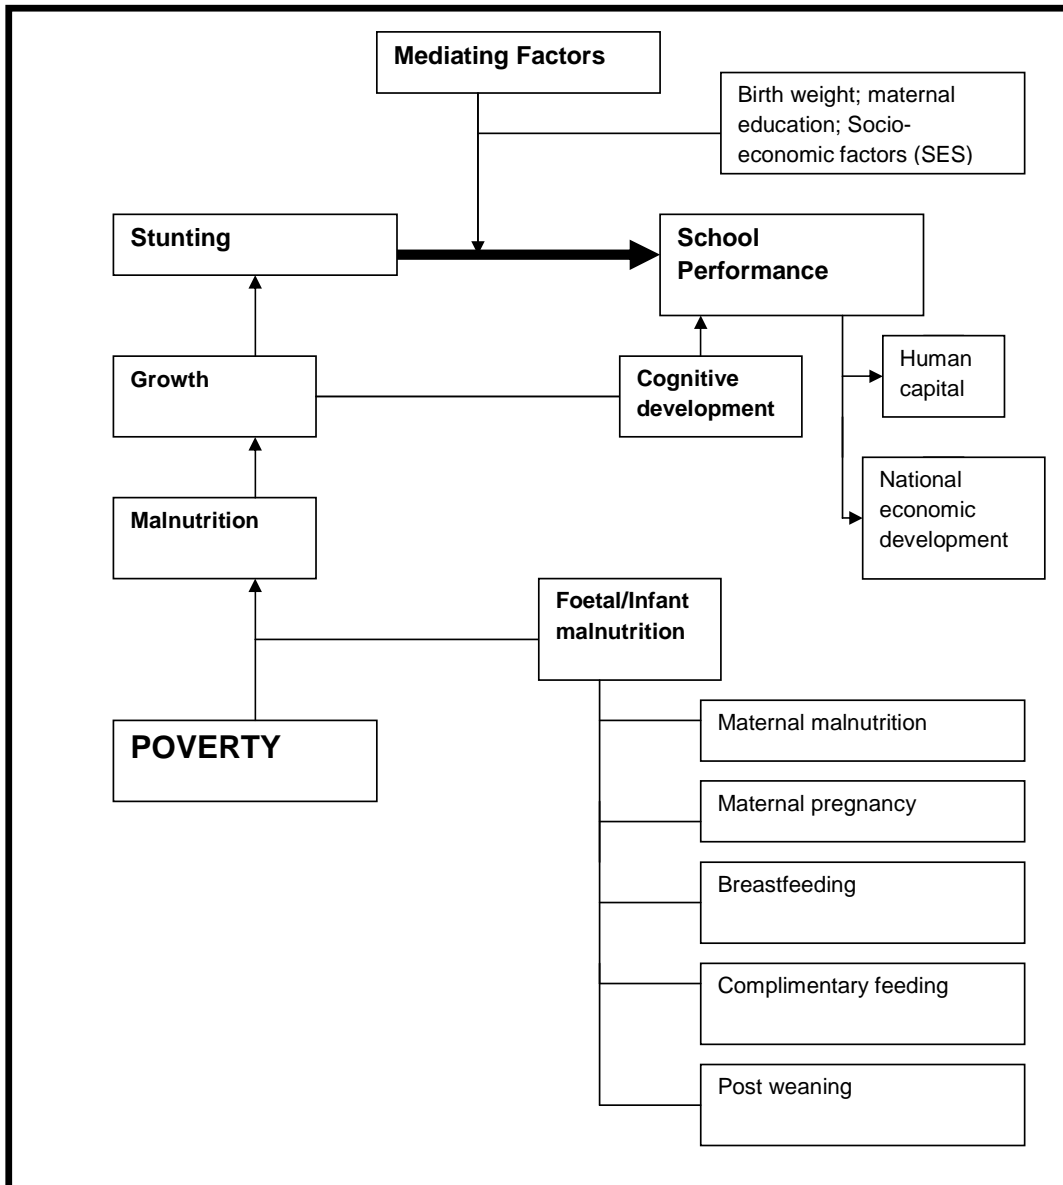 Mediating Factors
Birth weight; maternal
education; Socio-
economic factors (SES)
Stunting
School
Performance
Growth
Cognitive
development
Human
capital
Malnutrition
National
economic
development
Foetal/Infant
malnutrition
POVERTY
Maternal malnutrition
Maternal pregnancy
Breastfeeding
Complimentary feeding
Post weaning